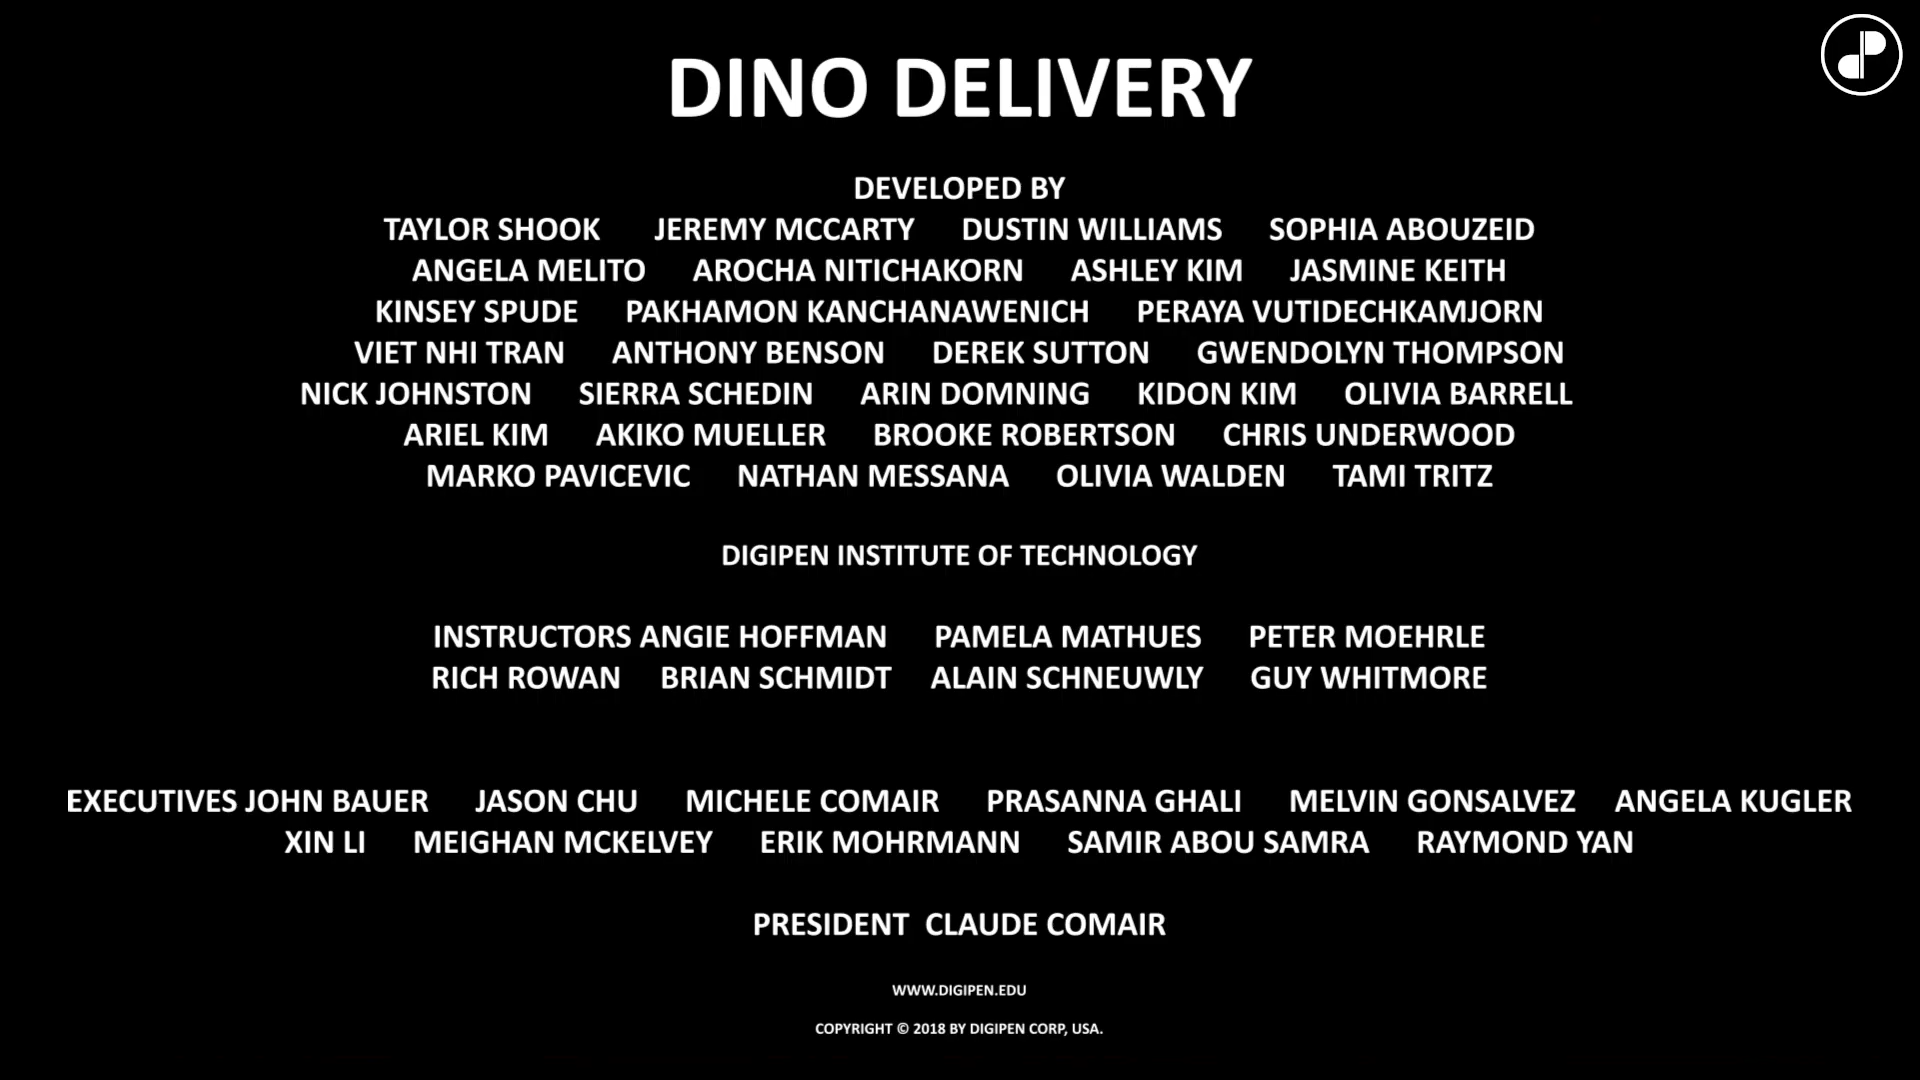 DINO DELIVERY
DEVELOPED BY
TAYLOR SHOOK JEREMY MCCARTY DUSTIN WILLIAMS SOPHIA ABOUZEID
ANGELA MELITO AROCHA NITICHAKORN ASHLEY KIM JASMINE KEITH
KINSEY SPUDE PAKHAMON KANCHANAWENICH PERAYA VUTIDECHKAMJORN
VIET NHI TRAN ANTHONY BENSON DEREK SUTTON GWENDOLYN THOMPSON
NICK JOHNSTON SIERRA SCHEDIN ARIN DOMNING KIDON KIM OLIVIA BARRELL
ARIEL KIM AKIKO MUELLER BROOKE ROBERTSON CHRIS UNDERWOOD
MARKO PAVICEVIC NATHAN MESSANA OLIVIA WALDEN TAMI TRITZ
DIGIPEN INSTITUTE OF TECHNOLOGY
INSTRUCTORS ANGIE HOFFMAN PAMELA MATHUES PETER MOEHRLE
RICH ROWAN BRIAN SCHMIDT ALAIN SCHNEUWLY GUY WHITMORE
EXECUTIVES JOHN BAUER JASON CHU MICHELE COMAIR PRASANNA GHALI MELVIN GONSALVEZ ANGELA KUGLER
XIN LI MEIGHAN MCKELVEY ERIK MOHRMANN SAMIR ABOU SAMRA RAYMOND YAN
PRESIDENT CLAUDE COMAIR
WWW.DIGIPEN.EDU
COPYRIGHT © 2018 BY DIGIPEN CORP, USA.